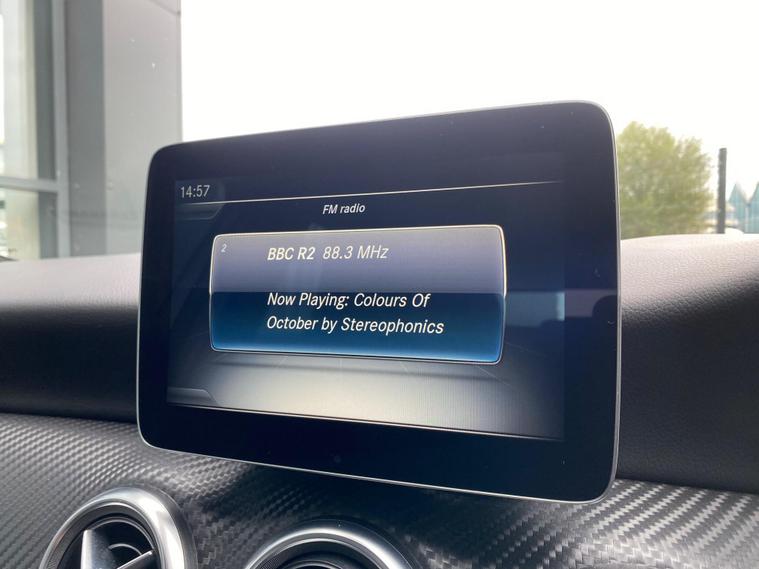 14:57
FM radio
2
BBC R2 88.3 MHz
Now Playing: Colours Of
October by Stereophonics